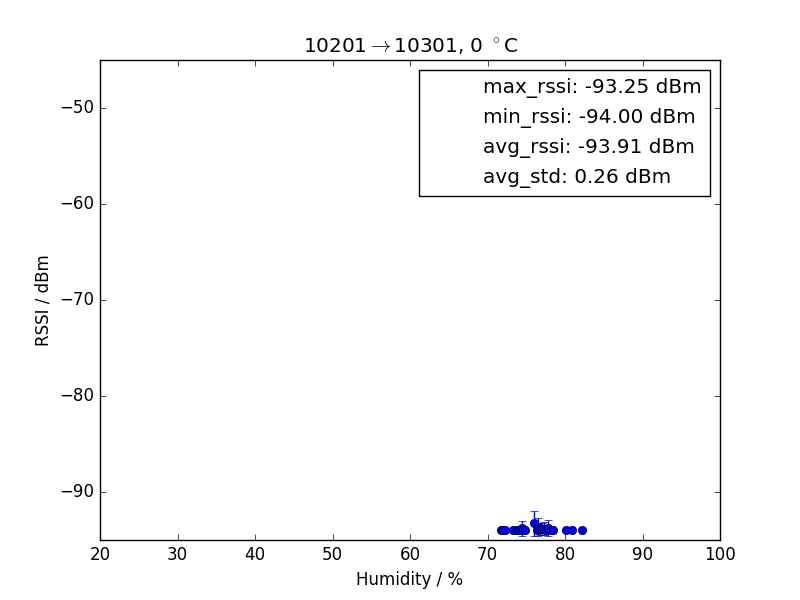 10201→10301, 0 °C
max_rssi: -93.25 dBm
min_rssi: -94.00 dBm
avg_rssi: -93.91 dBm
avg_std: 0.26 dBm
RSSI / dBm
−50
−60
−70
−80
−90
20 30 40 50 60 70 80 90 100
Humidity / %